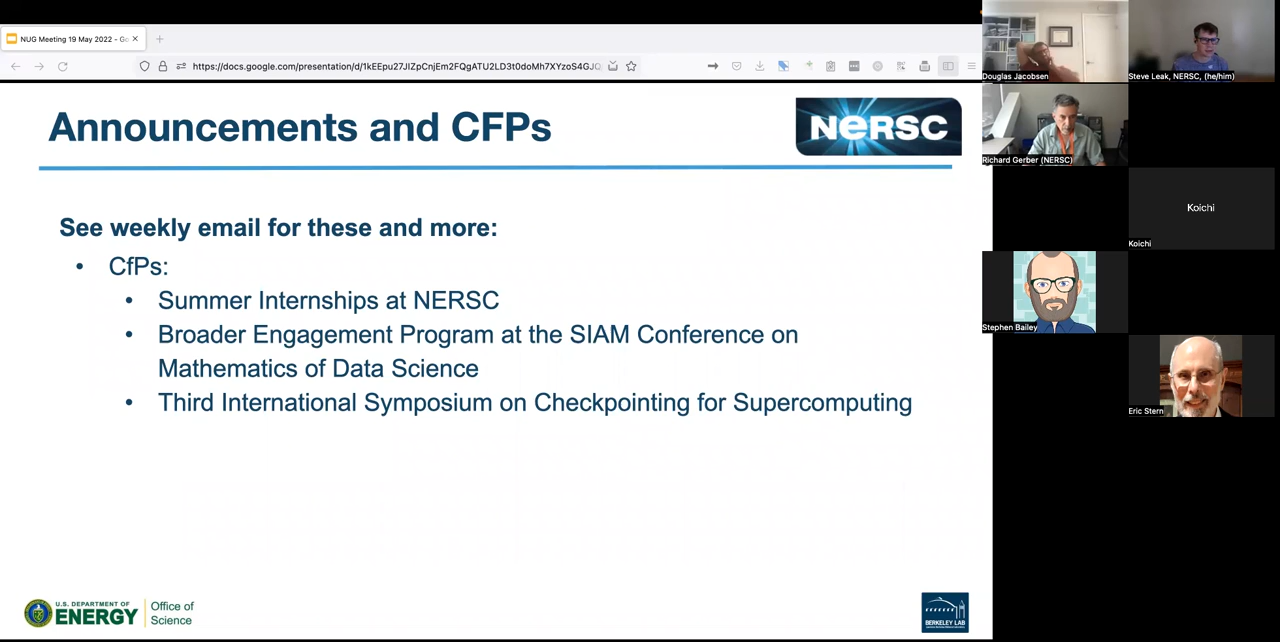 NUG Meeting 19 May 2022 - Go
https://docs.google.com/presentation/d/1kEEpu27JIZpCnjEm2FQgATU2LD3l0doMh7XYzoS4GJQ
Announcements and CFPs
NERSC
See weekly email for these and more:
• CfPs:
• Summer Internships at NERSC
• Broader Engagement Program at the SIAM Conference on
Mathematics of Data Science
• Third International Symposium on Checkpointing for Supercomputing
U.S. DEPARTMENT OF
ENERGY
Office of
Science
BERKELEY LAB
Douglas Jacobsen
Steve Leak, NERSC, (he/him)
Richard Gerber (NERSC)
Koichi
Koichi
Stephen Bailey
Eric Stern